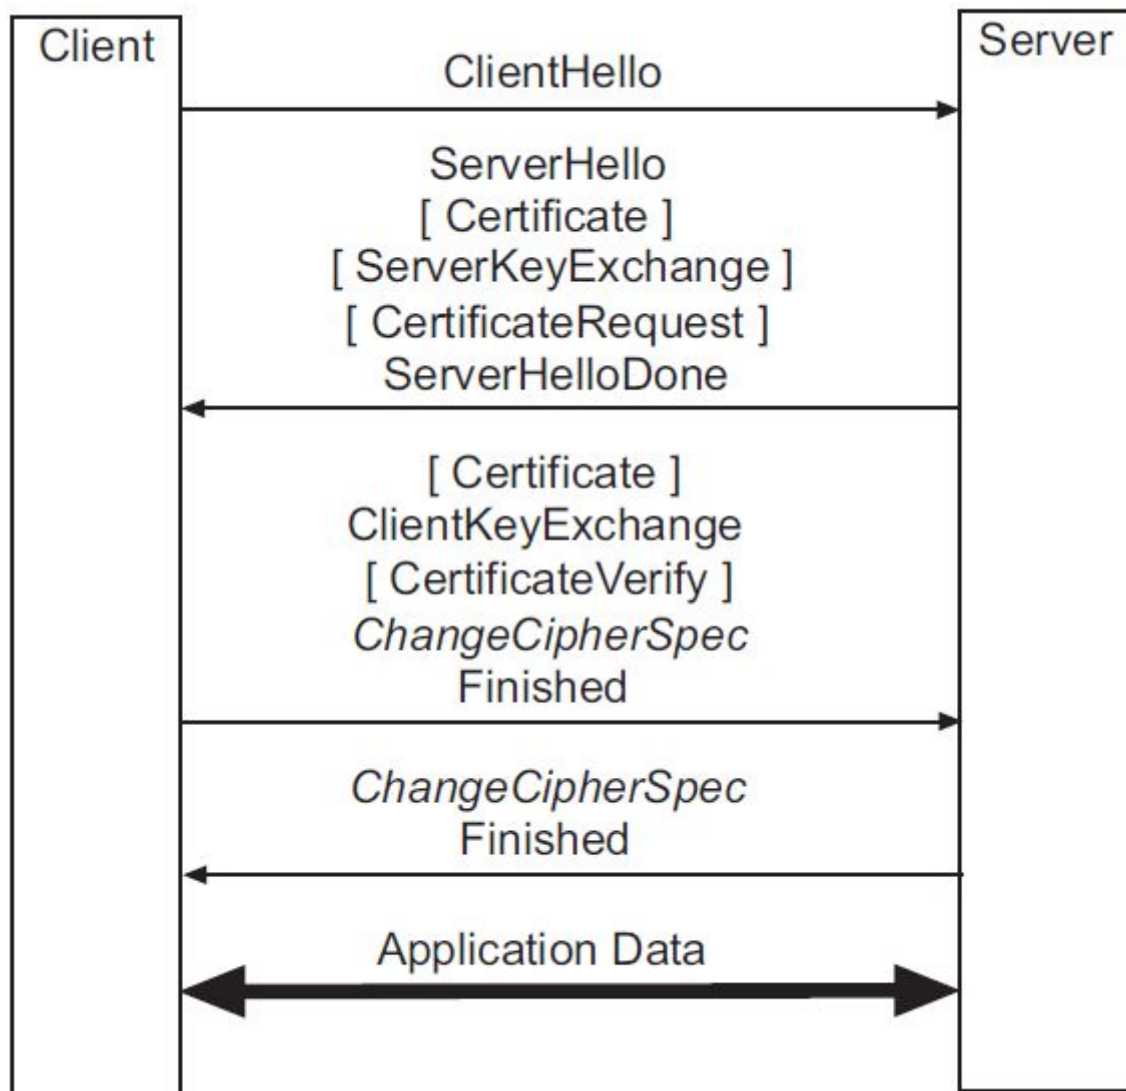 Client
Server
ClientHello
ServerHello
[ Certificate ]
[ ServerKeyExchange ]
[ CertificateRequest ]
ServerHelloDone
[ Certificate ]
ClientKeyExchange
[ CertificateVerify ]
ChangeCipherSpec
Finished
ChangeCipherSpec
Finished
Application Data